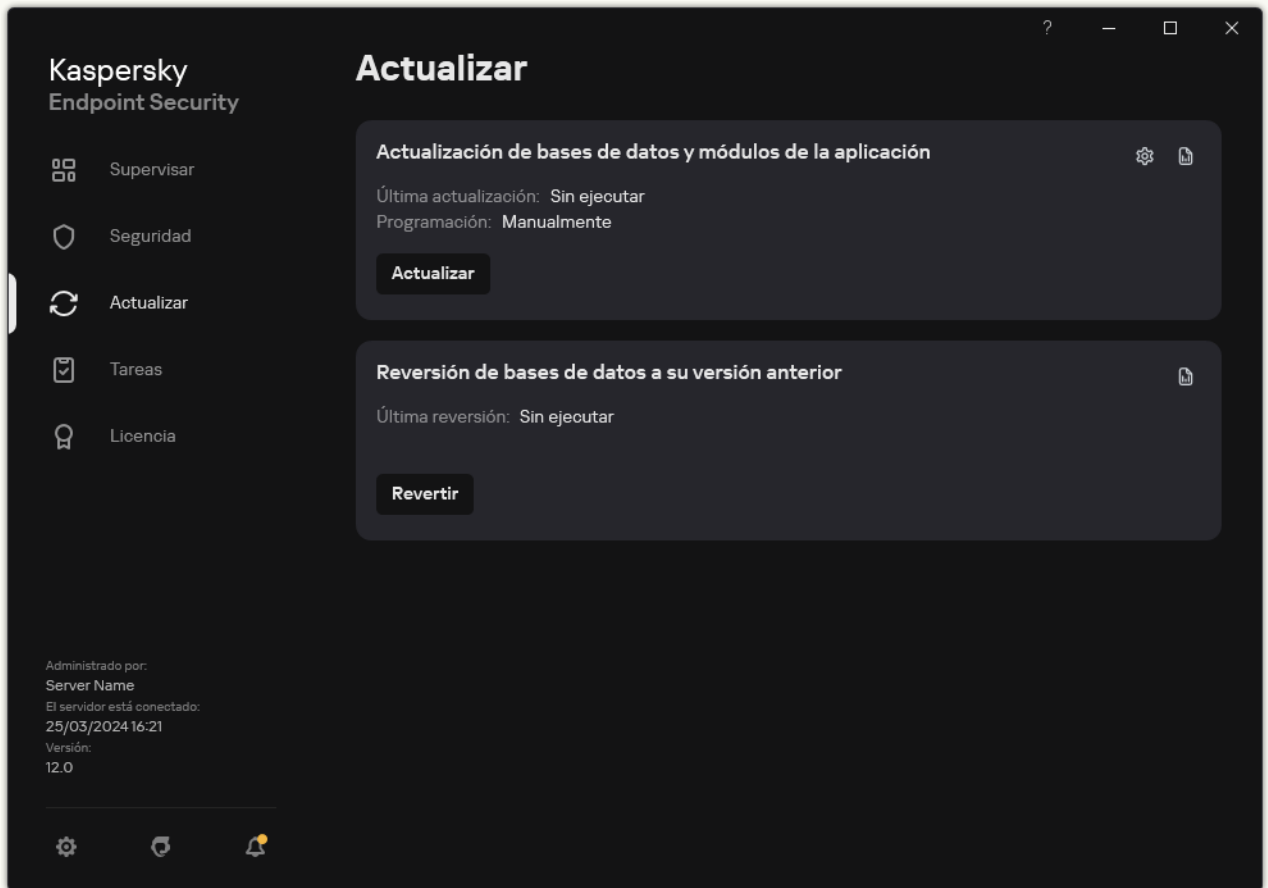 ?
Kaspersky
Endpoint Security
Supervisar
Seguridad
Actualizar
Tareas
Licencia
Administrado por:
Server Name
El servidor está conectado:
25/03/2024 16:21
Versión:
12.0
Actualizar
Actualización de bases de datos y módulos de la aplicación
Última actualización: Sin ejecutar
Programación: Manualmente
Actualizar
Reversión de bases de datos a su versión anterior
Última reversión: Sin ejecutar
Revertir